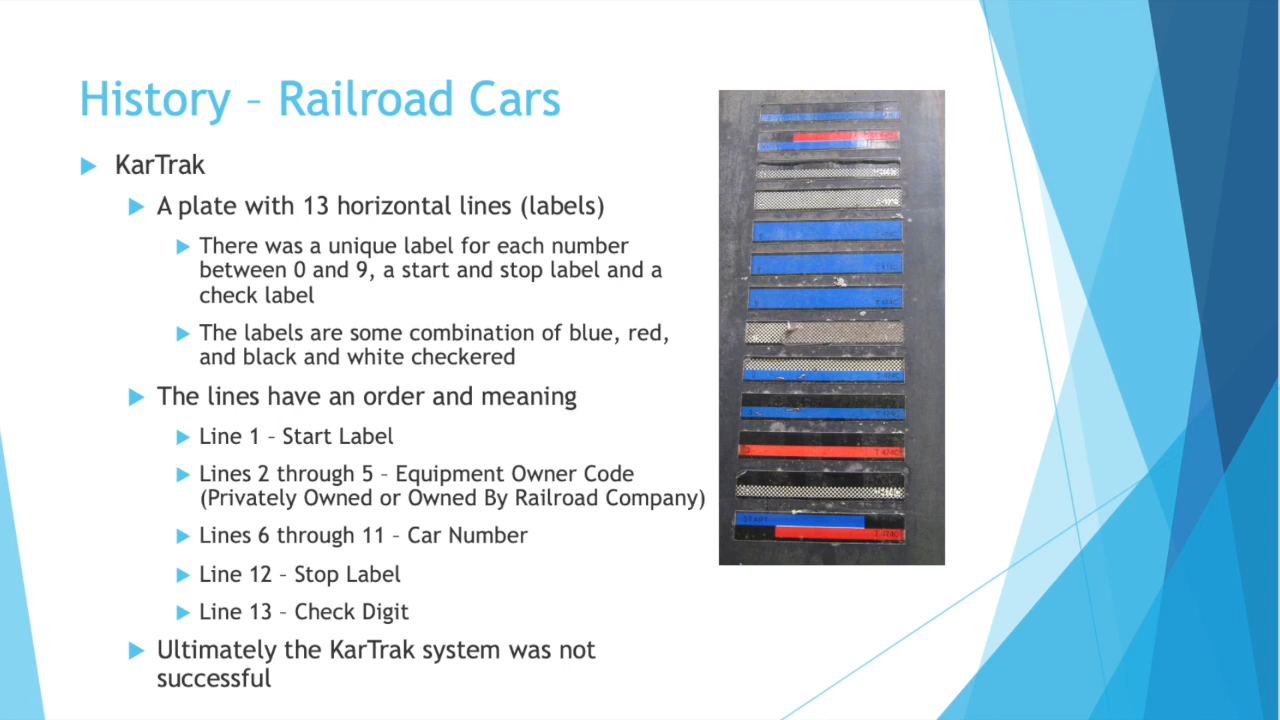 History – Railroad Cars
KarTrak
A plate with 13 horizontal lines (labels)
There was a unique label for each number
between 0 and 9, a start and stop label and a
check label
The labels are some combination of blue, red,
and black and white checkered
The lines have an order and meaning
Line 1 – Start Label
Lines 2 through 5 – Equipment Owner Code
(Privately Owned or Owned By Railroad Company)
Lines 6 through 11 – Car Number
Line 12 – Stop Label
Line 13 – Check Digit
Ultimately the KarTrak system was not
successful
START